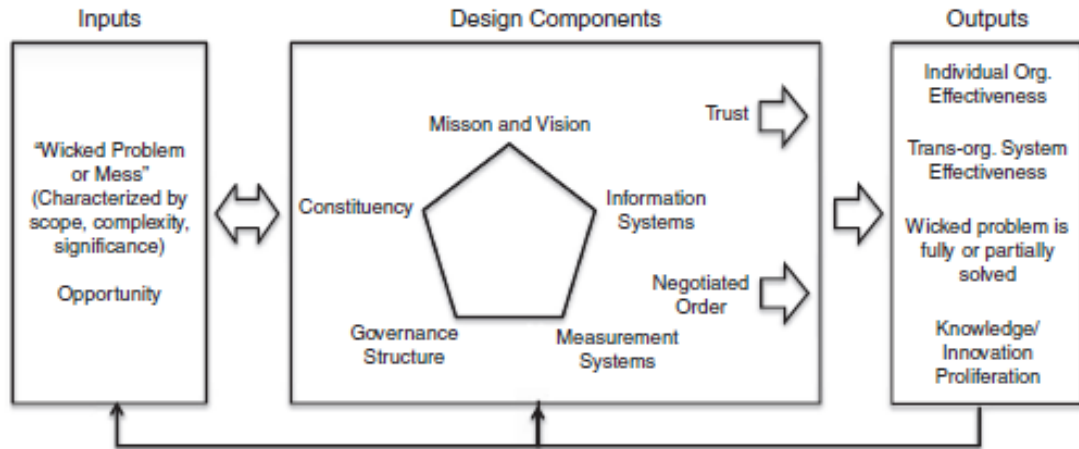 Inputs
Design Components
Outputs
“Wicked Problem
or Mess”
(Characterized by
scope, complexity,
significance)
Opportunity
Misson and Vision
Constituency
Information
Systems
Governance
Structure
Measurement
Systems
Trust
Negotiated
Order
Individual Org.
Effectiveness
Trans-org. System
Effectiveness
Wicked problem is
fully or partially
solved
Knowledge/
Innovation
Proliferation